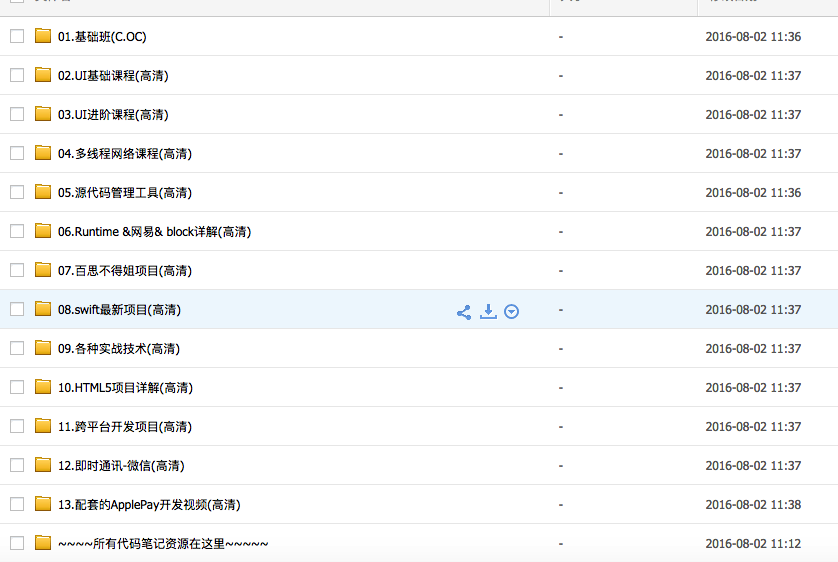 01.基础班(C.OC) - 2016-08-02 11:36
02.UI基础课程(高清) - 2016-08-02 11:37
03.UI进阶课程(高清) - 2016-08-02 11:37
04.多线程网络课程(高清) - 2016-08-02 11:37
05.源代码管理工具(高清) - 2016-08-02 11:36
06.Runtime &网易& block详解(高清) - 2016-08-02 11:37
07.百思不得姐项目(高清) - 2016-08-02 11:37
08.swift最新项目(高清) - 2016-08-02 11:37
09.各种实战技术(高清) - 2016-08-02 11:37
10.HTML5项目详解(高清) - 2016-08-02 11:37
11.跨平台开发项目(高清) - 2016-08-02 11:37
12.即时通讯-微信(高清) - 2016-08-02 11:37
13.配套的ApplePay开发视频(高清) - 2016-08-02 11:38
~~~~所有代码笔记资源在这里~~~~~ - 2016-08-02 11:12